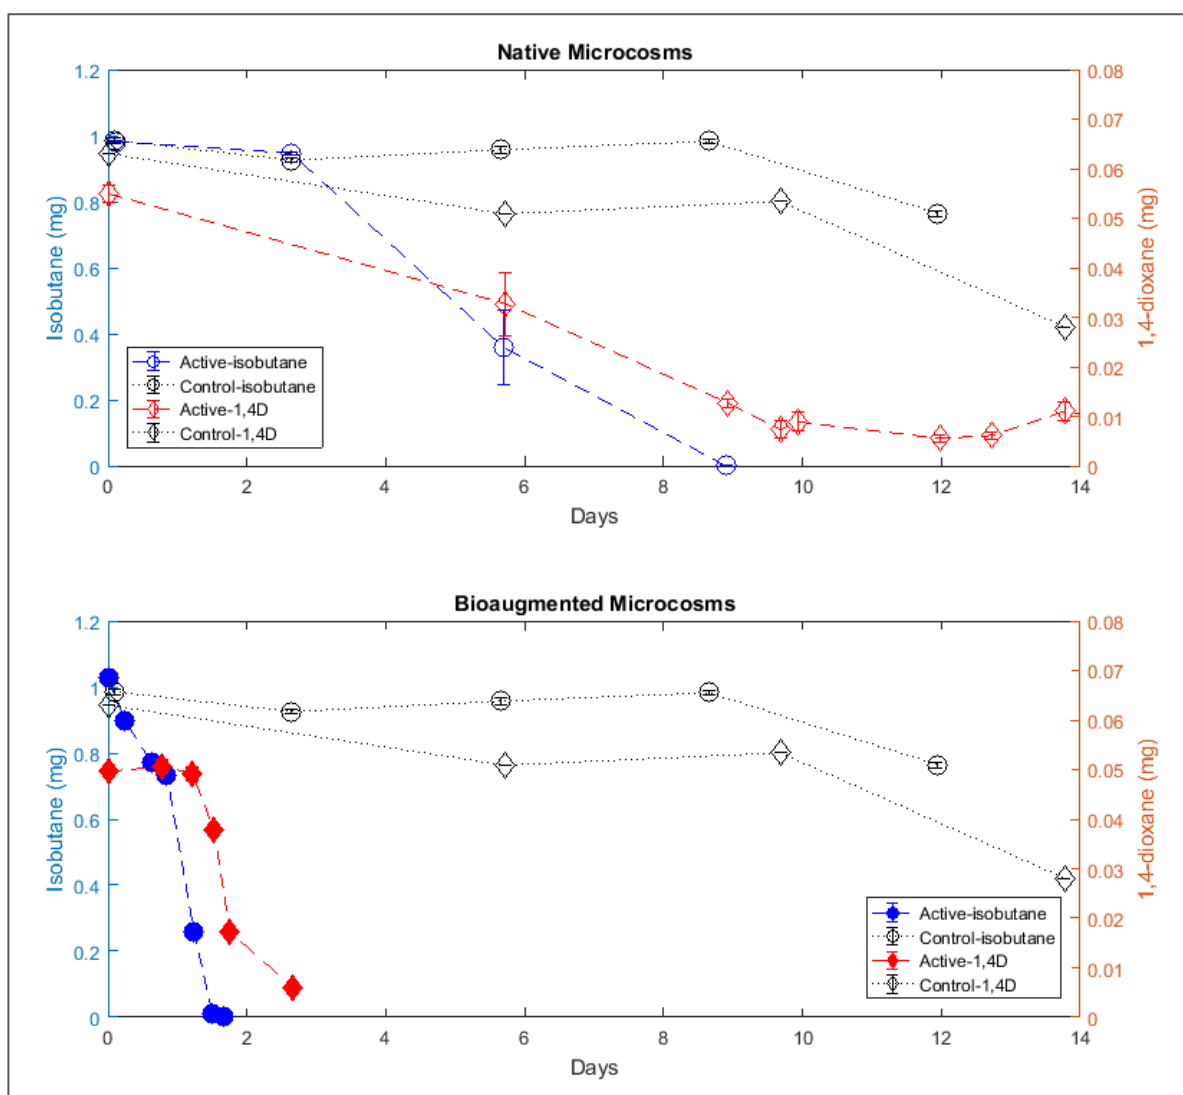 Native Microcosms
1.2
1
0.8
0.6
0.4
0.2
0
Isobutane (mg)
0.08
0.07
0.06
0.05
0.04
0.03
0.02
0.01
0
1,4-dioxane (mg)
Active-isobutane
Control-isobutane
Active-1,4D
Control-1,4D
0 2 4 6 8 10 12 14
Days
Bioaugmented Microcosms
1.2
1
0.8
0.6
0.4
0.2
0
Isobutane (mg)
0.08
0.07
0.06
0.05
0.04
0.03
0.02
0.01
0
1,4-dioxane (mg)
Active-isobutane
Control-isobutane
Active-1,4D
Control-1,4D
0 2 4 6 8 10 12 14
Days